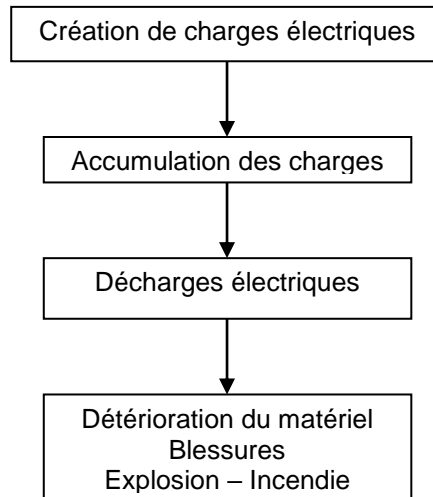 Création de charges électriques
Accumulation des charges
Décharges électriques
Détérioration du matériel
Blessures
Explosion – Incendie